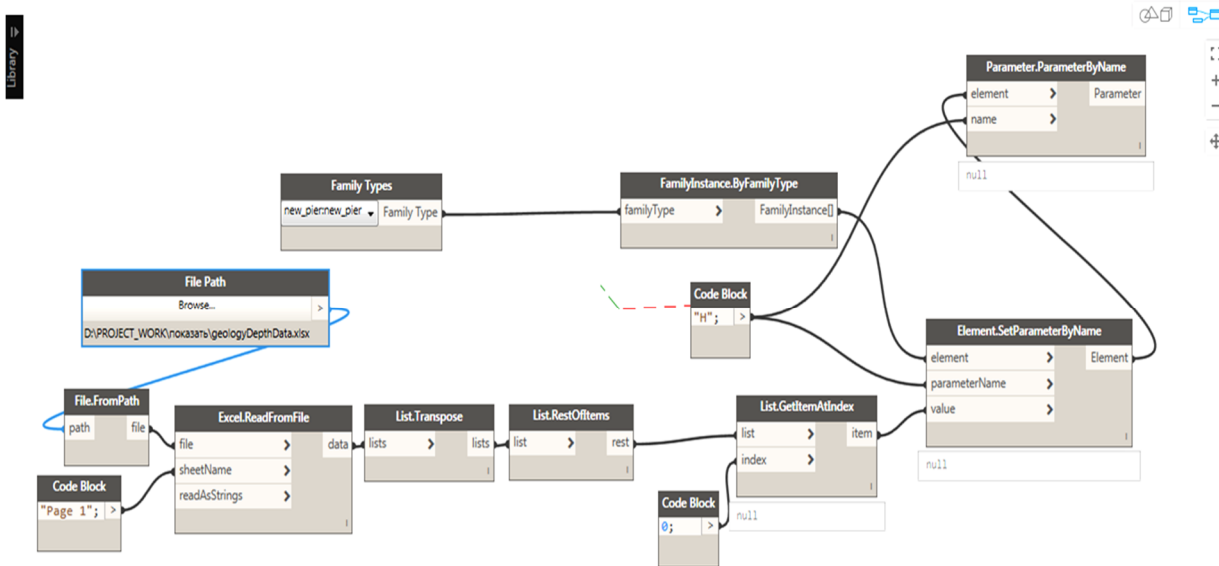 Library
Parameter.ParameterByName
element > Parameter
name >
null
Family Types
new_pier:new_pier Family Type
FamilyInstance.ByFamilyType
familyType > FamilyInstance[]
File Path
Browse... >
D:\PROJECT_WORK\показать\geologyDepthData.xlsx
Code Block
"H"; >
Element.SetParameterByName
element > Element
parameterName >
value >
null
File.FromPath
path file
Excel.ReadFromFile
file > data
sheetName >
readAsStrings >
List.Transpose
lists > lists
List.RestOfItems
list > rest
List.GetItemAtIndex
list > item
index >
null
Code Block
"Page 1"; >
Code Block
0; >